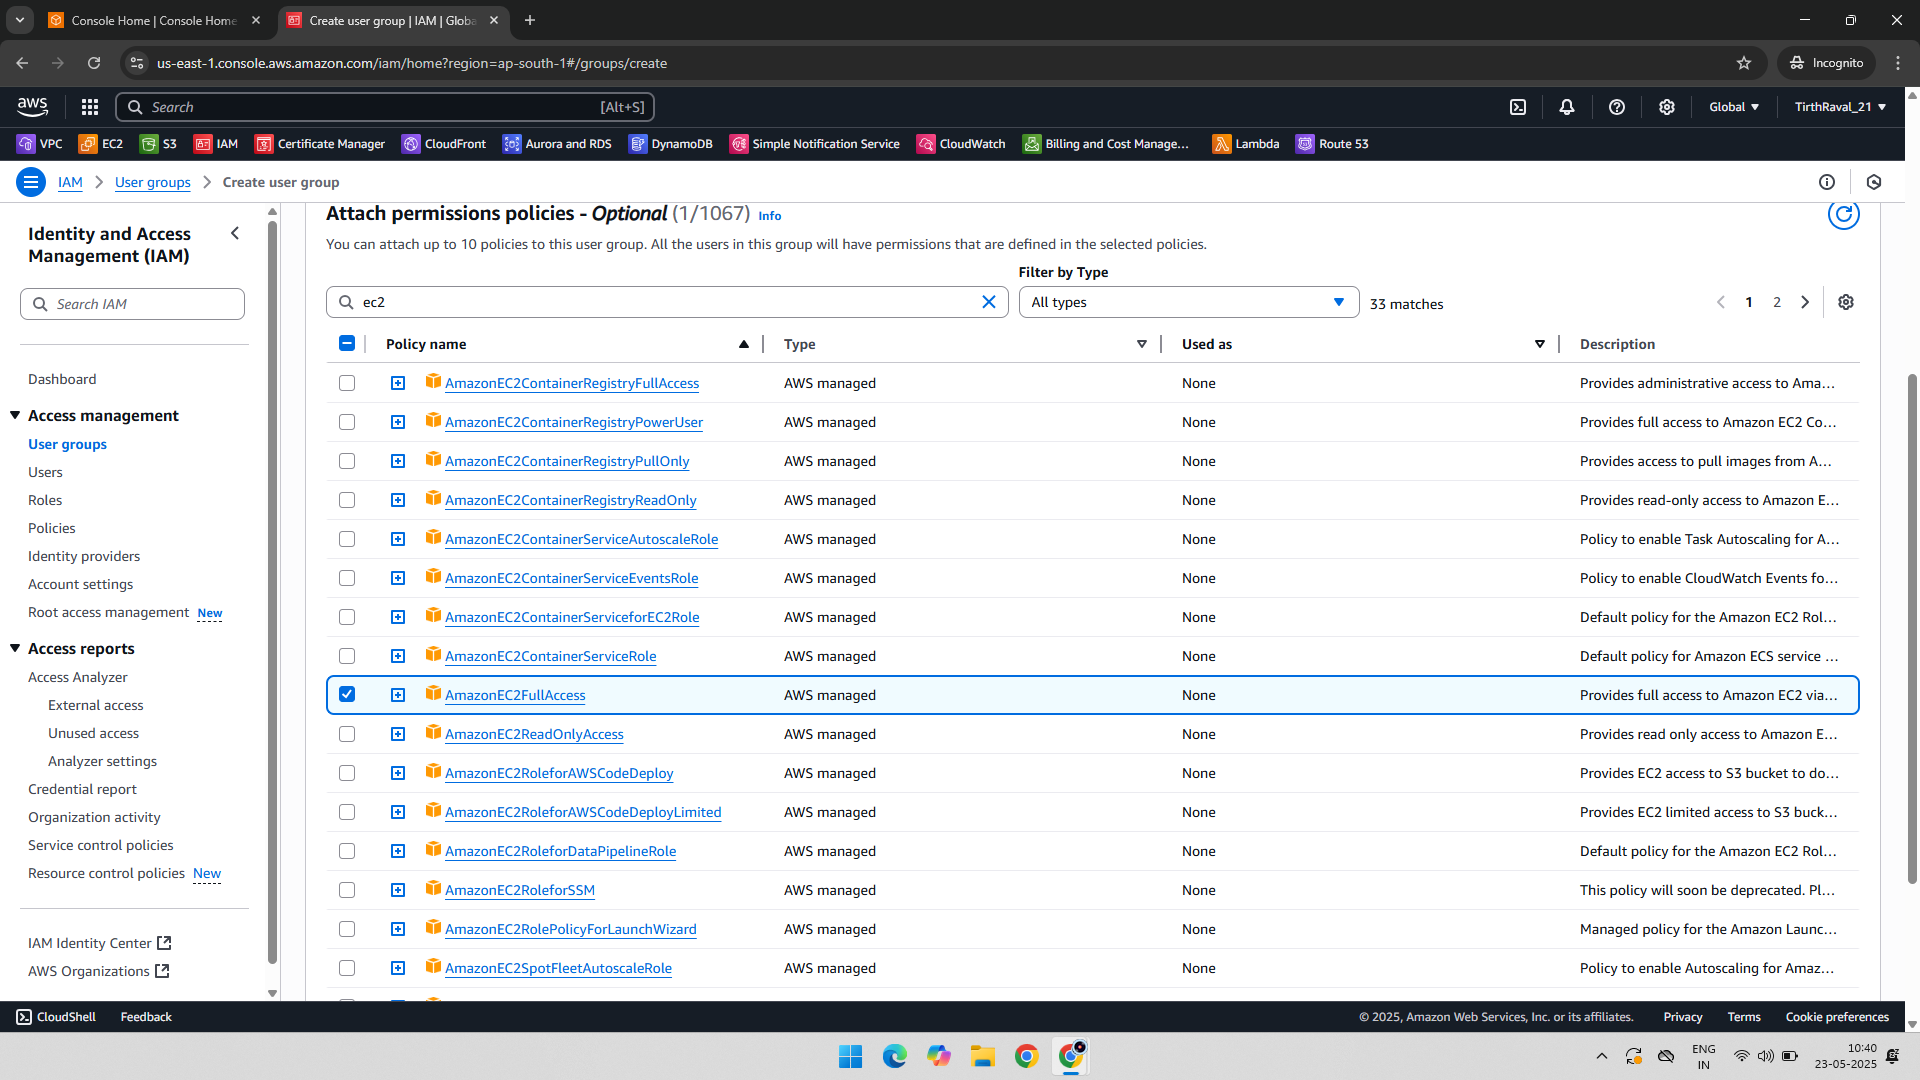 Console Home | Console Home
Create user group | IAM | Globa
us-east-1.console.aws.amazon.com/iam/home?region=ap-south-1#/groups/create
Incognito
aws
Search
[Alt+S]
Global
TirthRaval_21
VPC
EC2
S3
IAM
Certificate Manager
CloudFront
Aurora and RDS
DynamoDB
Simple Notification Service
CloudWatch
Billing and Cost Manage...
Lambda
Route 53
IAM
User groups
Create user group
Identity and Access
Management (IAM)
Search IAM
Dashboard
Access management
User groups
Users
Roles
Policies
Identity providers
Account settings
Root access management New
Access reports
Access Analyzer
External access
Unused access
Analyzer settings
Credential report
Organization activity
Service control policies
Resource control policies New
IAM Identity Center
AWS Organizations
Attach permissions policies - Optional (1/1067) Info
You can attach up to 10 policies to this user group. All the users in this group will have permissions that are defined in the selected policies.
Filter by Type
ec2
All types
33 matches
1
2
Policy name
Type
Used as
Description
AmazonEC2ContainerRegistryFullAccess AWS managed None Provides administrative access to Ama...
AmazonEC2ContainerRegistryPowerUser AWS managed None Provides full access to Amazon EC2 Co...
AmazonEC2ContainerRegistryPullOnly AWS managed None Provides access to pull images from A...
AmazonEC2ContainerRegistryReadOnly AWS managed None Provides read-only access to Amazon E...
AmazonEC2ContainerServiceAutoscaleRole AWS managed None Policy to enable Task Autoscaling for A...
AmazonEC2ContainerServiceEventsRole AWS managed None Policy to enable CloudWatch Events fo...
AmazonEC2ContainerServiceforEC2Role AWS managed None Default policy for the Amazon EC2 Rol...
AmazonEC2ContainerServiceRole AWS managed None Default policy for Amazon ECS service ...
AmazonEC2FullAccess AWS managed None Provides full access to Amazon EC2 via...
AmazonEC2ReadOnlyAccess AWS managed None Provides read only access to Amazon E...
AmazonEC2RoleforAWSCodeDeploy AWS managed None Provides EC2 access to S3 bucket to do...
AmazonEC2RoleforAWSCodeDeployLimited AWS managed None Provides EC2 limited access to S3 buck...
AmazonEC2RoleforDataPipelineRole AWS managed None Default policy for the Amazon EC2 Rol...
AmazonEC2RoleforSSM AWS managed None This policy will soon be deprecated. Pl...
AmazonEC2RolePolicyForLaunchWizard AWS managed None Managed policy for the Amazon Launc...
AmazonEC2SpotFleetAutoscaleRole AWS managed None Policy to enable Autoscaling for Amaz...
CloudShell
Feedback
© 2025, Amazon Web Services, Inc. or its affiliates.
Privacy
Terms
Cookie preferences
ENG
IN
10:40
23-05-2025